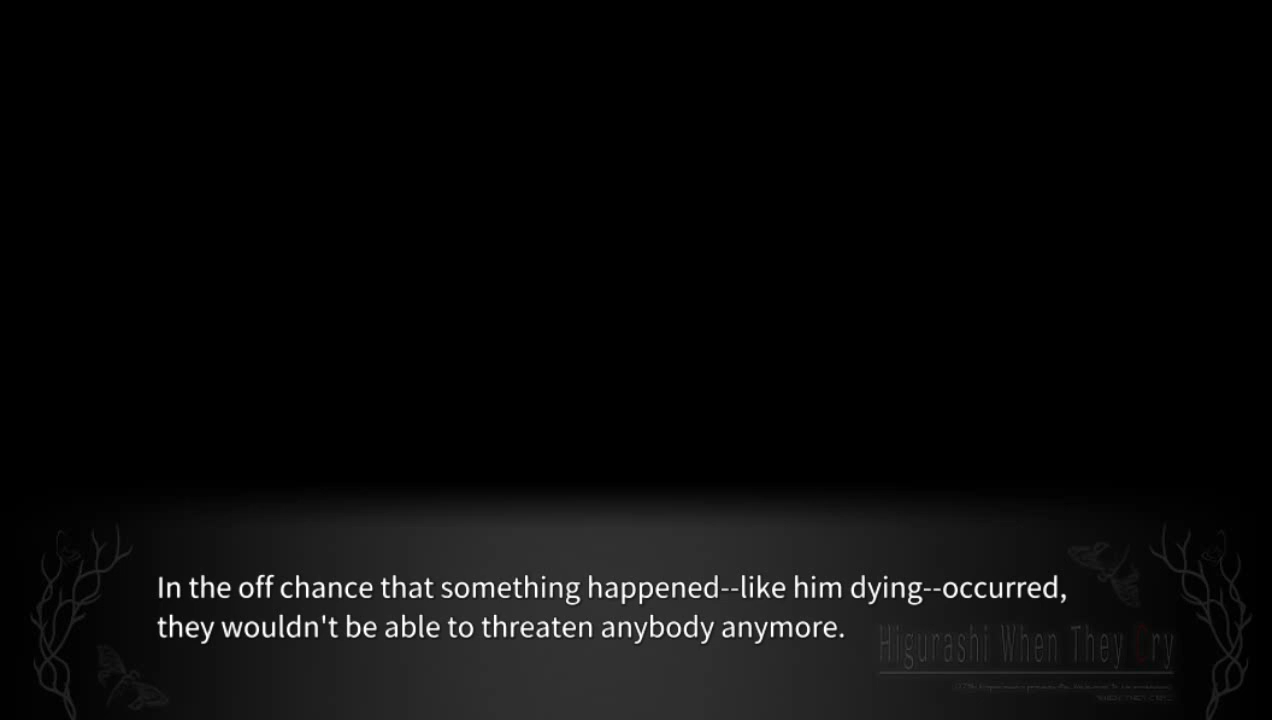 In the off chance that something happened--like him dying--occurred,
they wouldn't be able to threaten anybody anymore.
Higurashi When They Cry